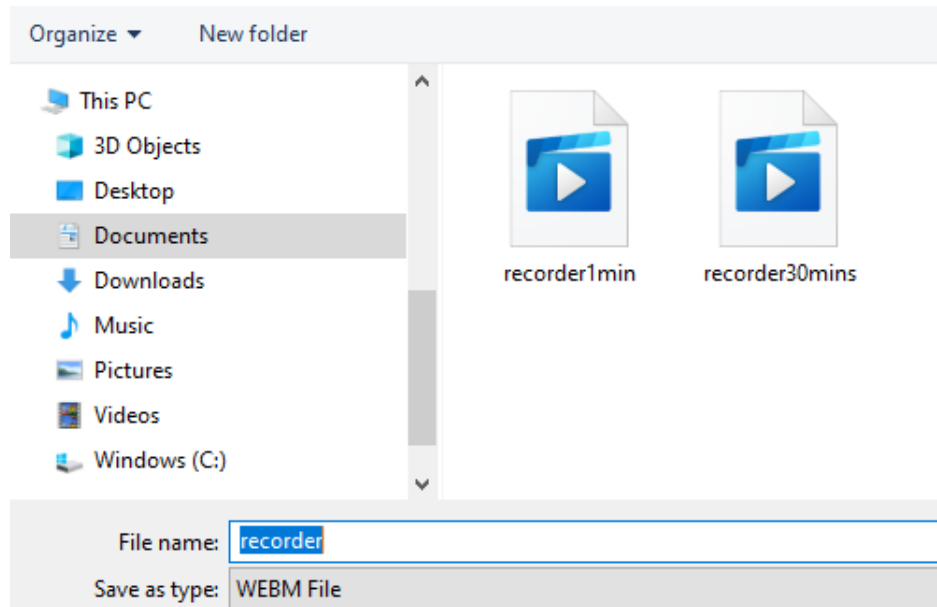 Organize New folder
This PC
3D Objects
Desktop
Documents
Downloads
Music
Pictures
Videos
Windows (C:)
recorder1min recorder30mins
File name: recorder
Save as type: WEBM File